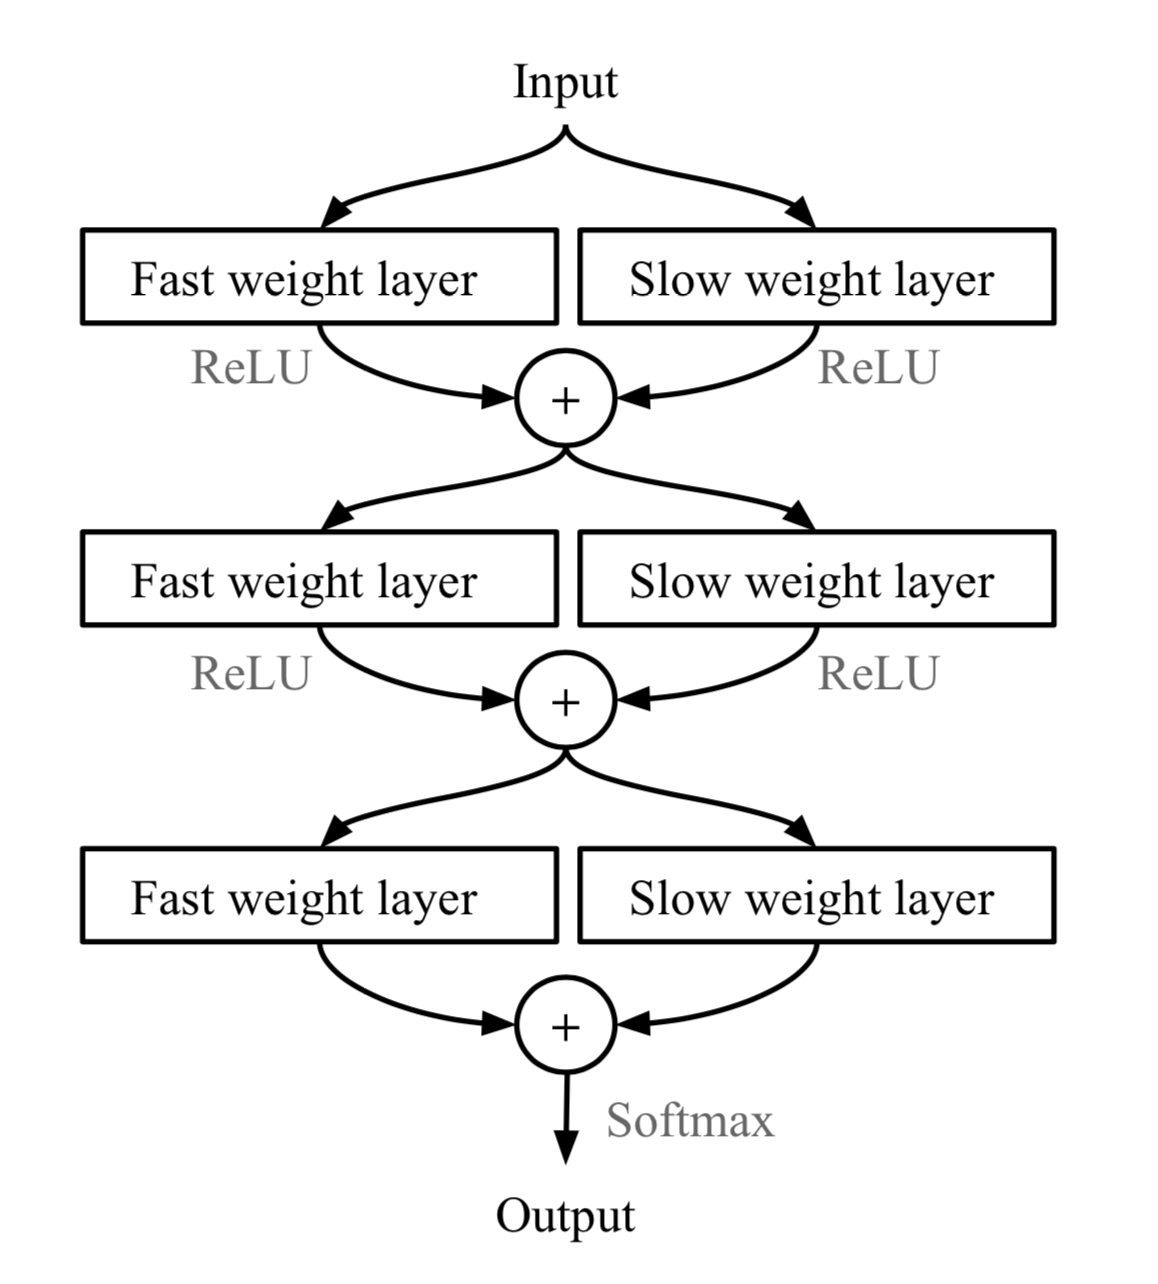 Input
Fast weight layer
Slow weight layer
ReLU
+
ReLU
Fast weight layer
Slow weight layer
ReLU
+
ReLU
Fast weight layer
Slow weight layer
+
Softmax
Output